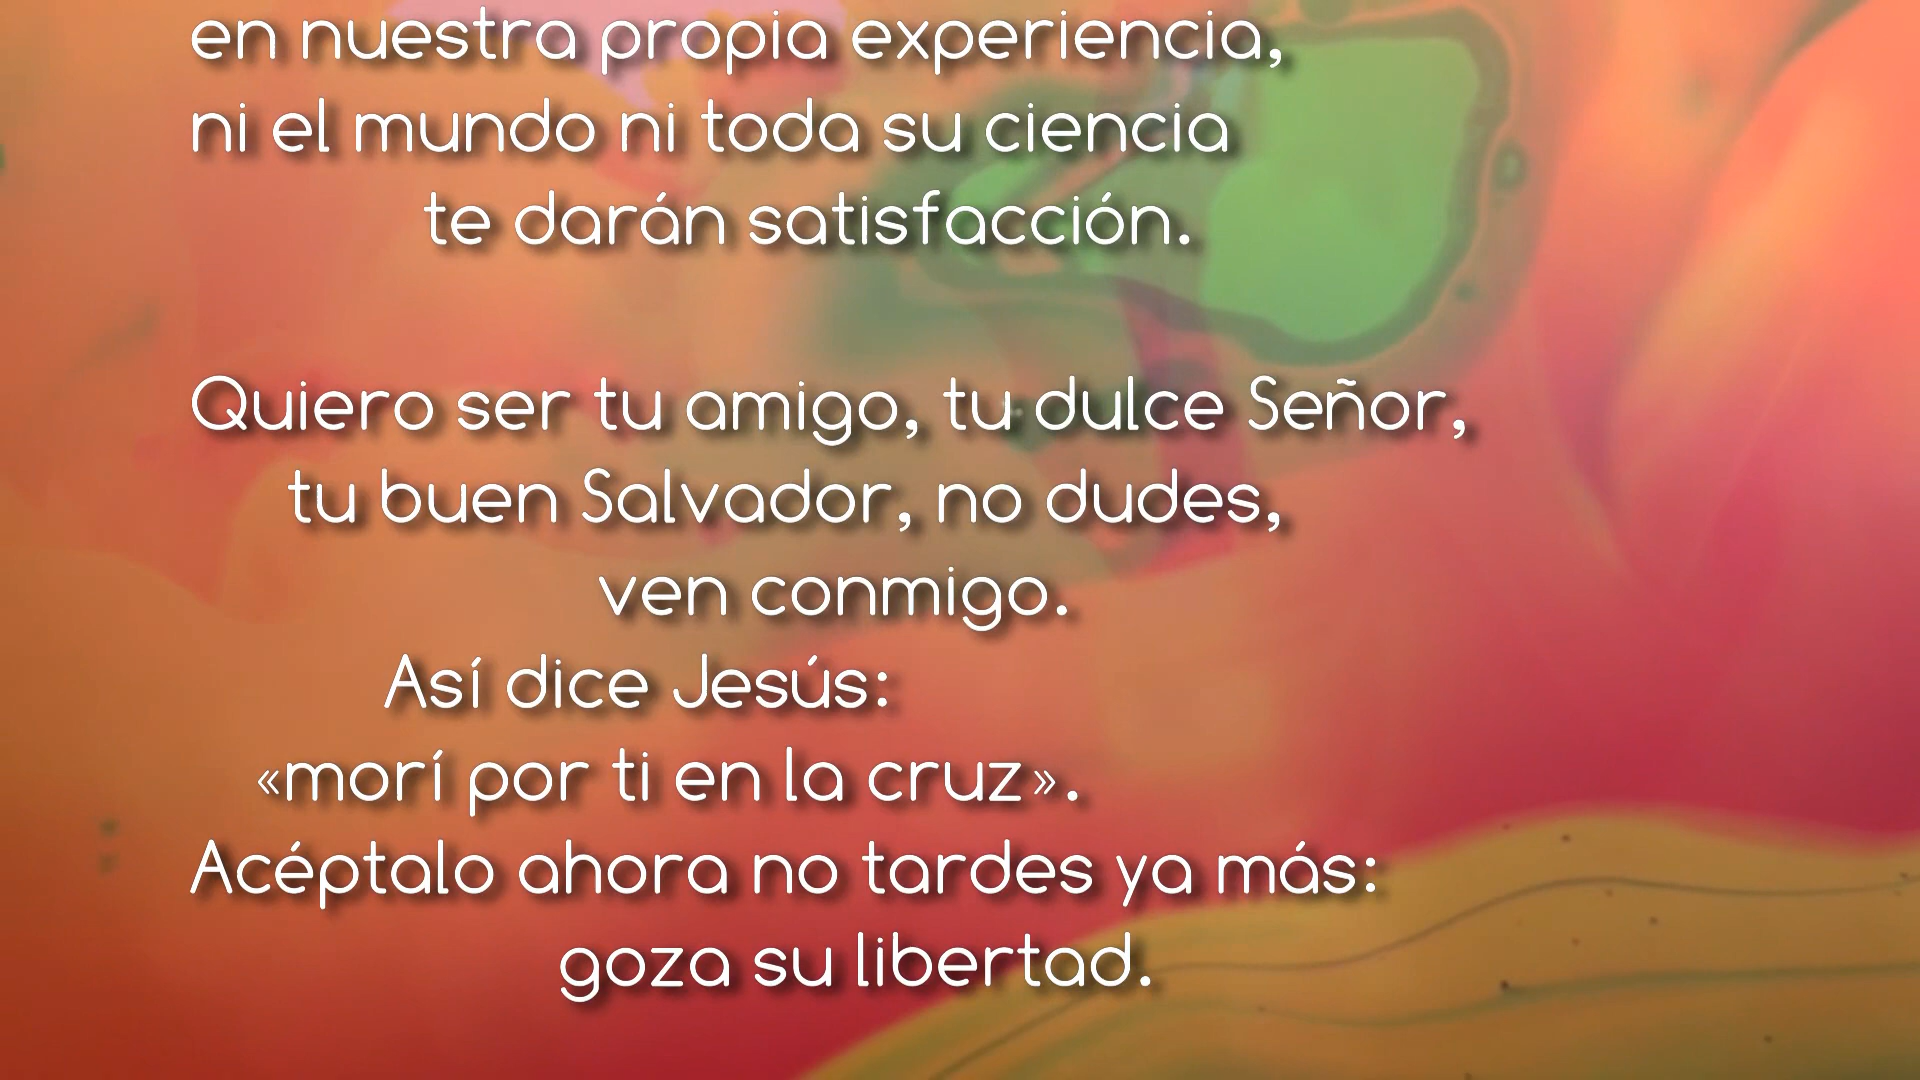 en nuestra propia experiencia,
ni el mundo ni toda su ciencia
te darán satisfacción.
Quiero ser tu amigo, tu dulce Señor,
tu buen Salvador, no dudes,
ven conmigo.
Así dice Jesús:
«morí por ti en la cruz».
Acéptalo ahora no tardes ya más:
goza su libertad.